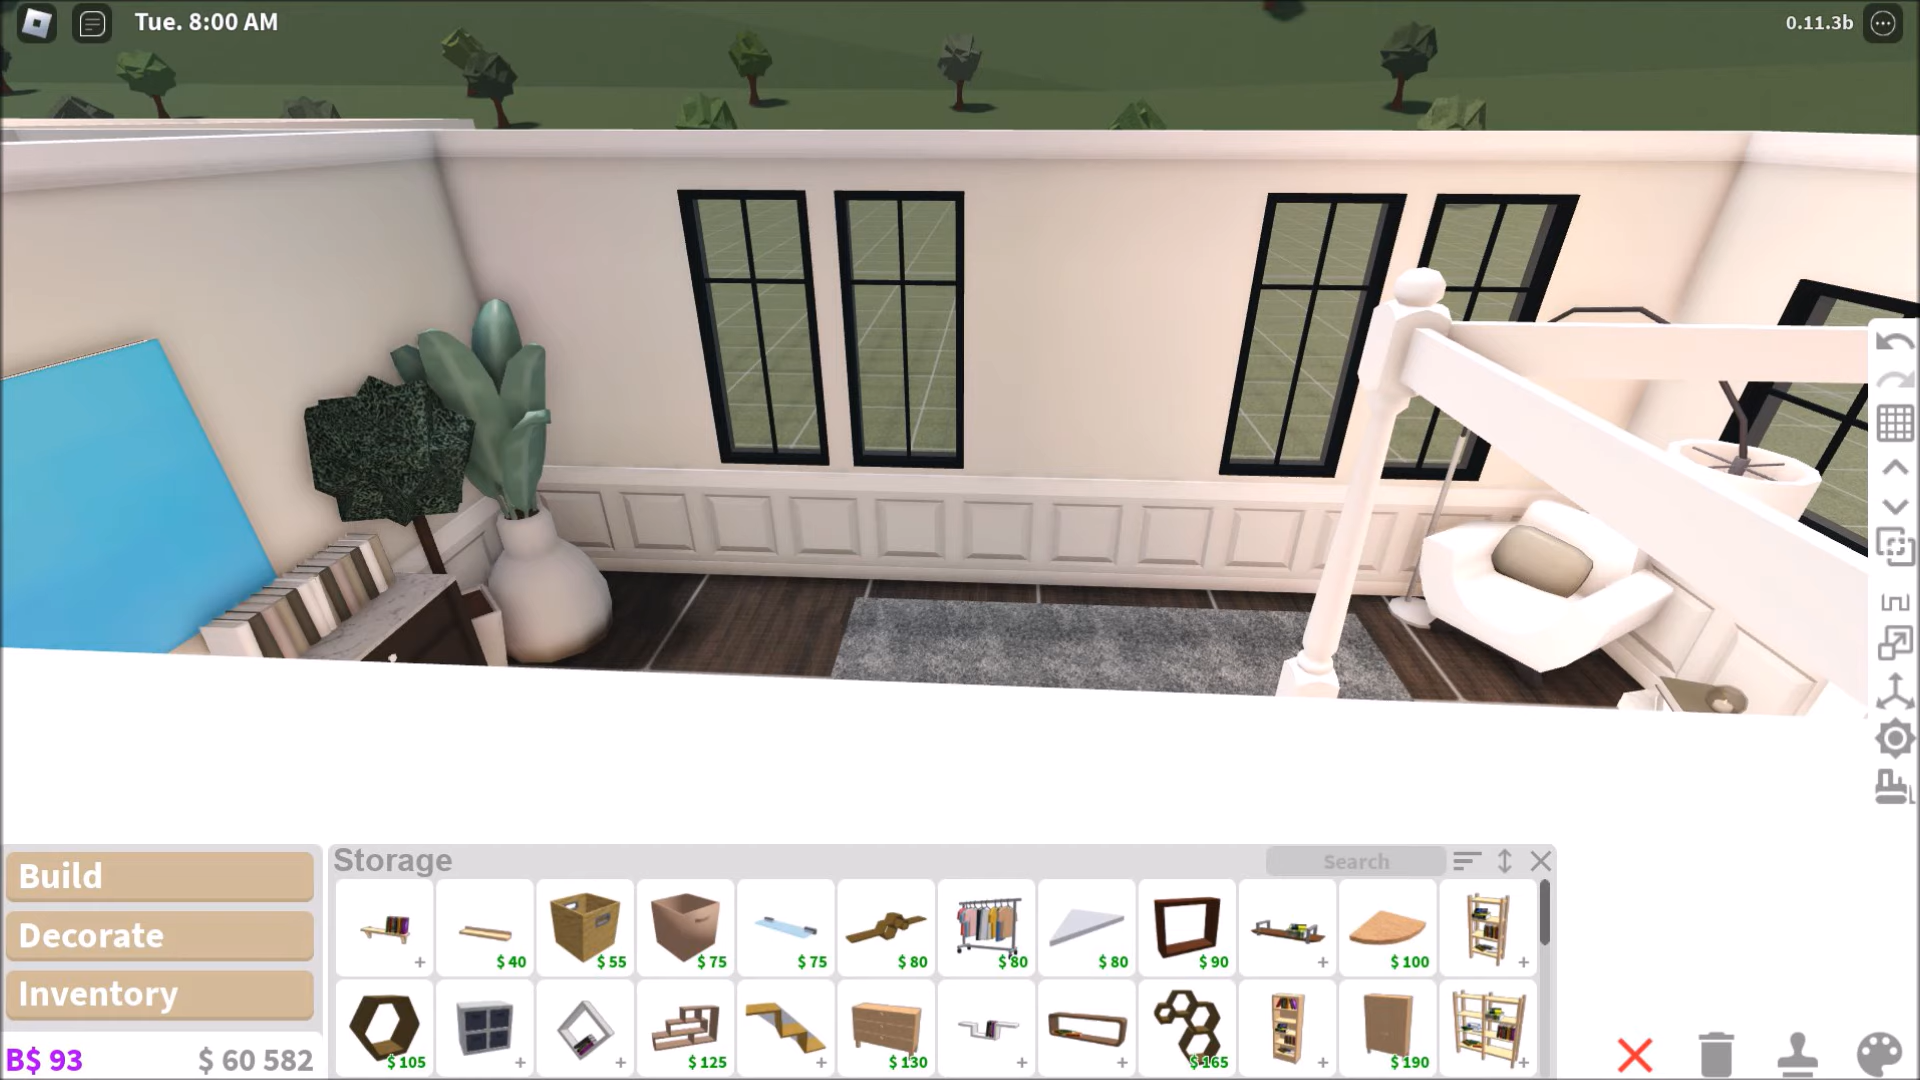 Tue. 8:00 AM
0.11.3b
Build
Decorate
Inventory
B$ 93
$ 60 582
Storage
Search
+
$ 40
$ 55
$ 75
$ 75
$ 80
$ 80
$ 80
$ 90
+
$ 100
+
$ 105
+
+
$ 125
+
$ 130
+
+
$ 165
+
$ 190
+